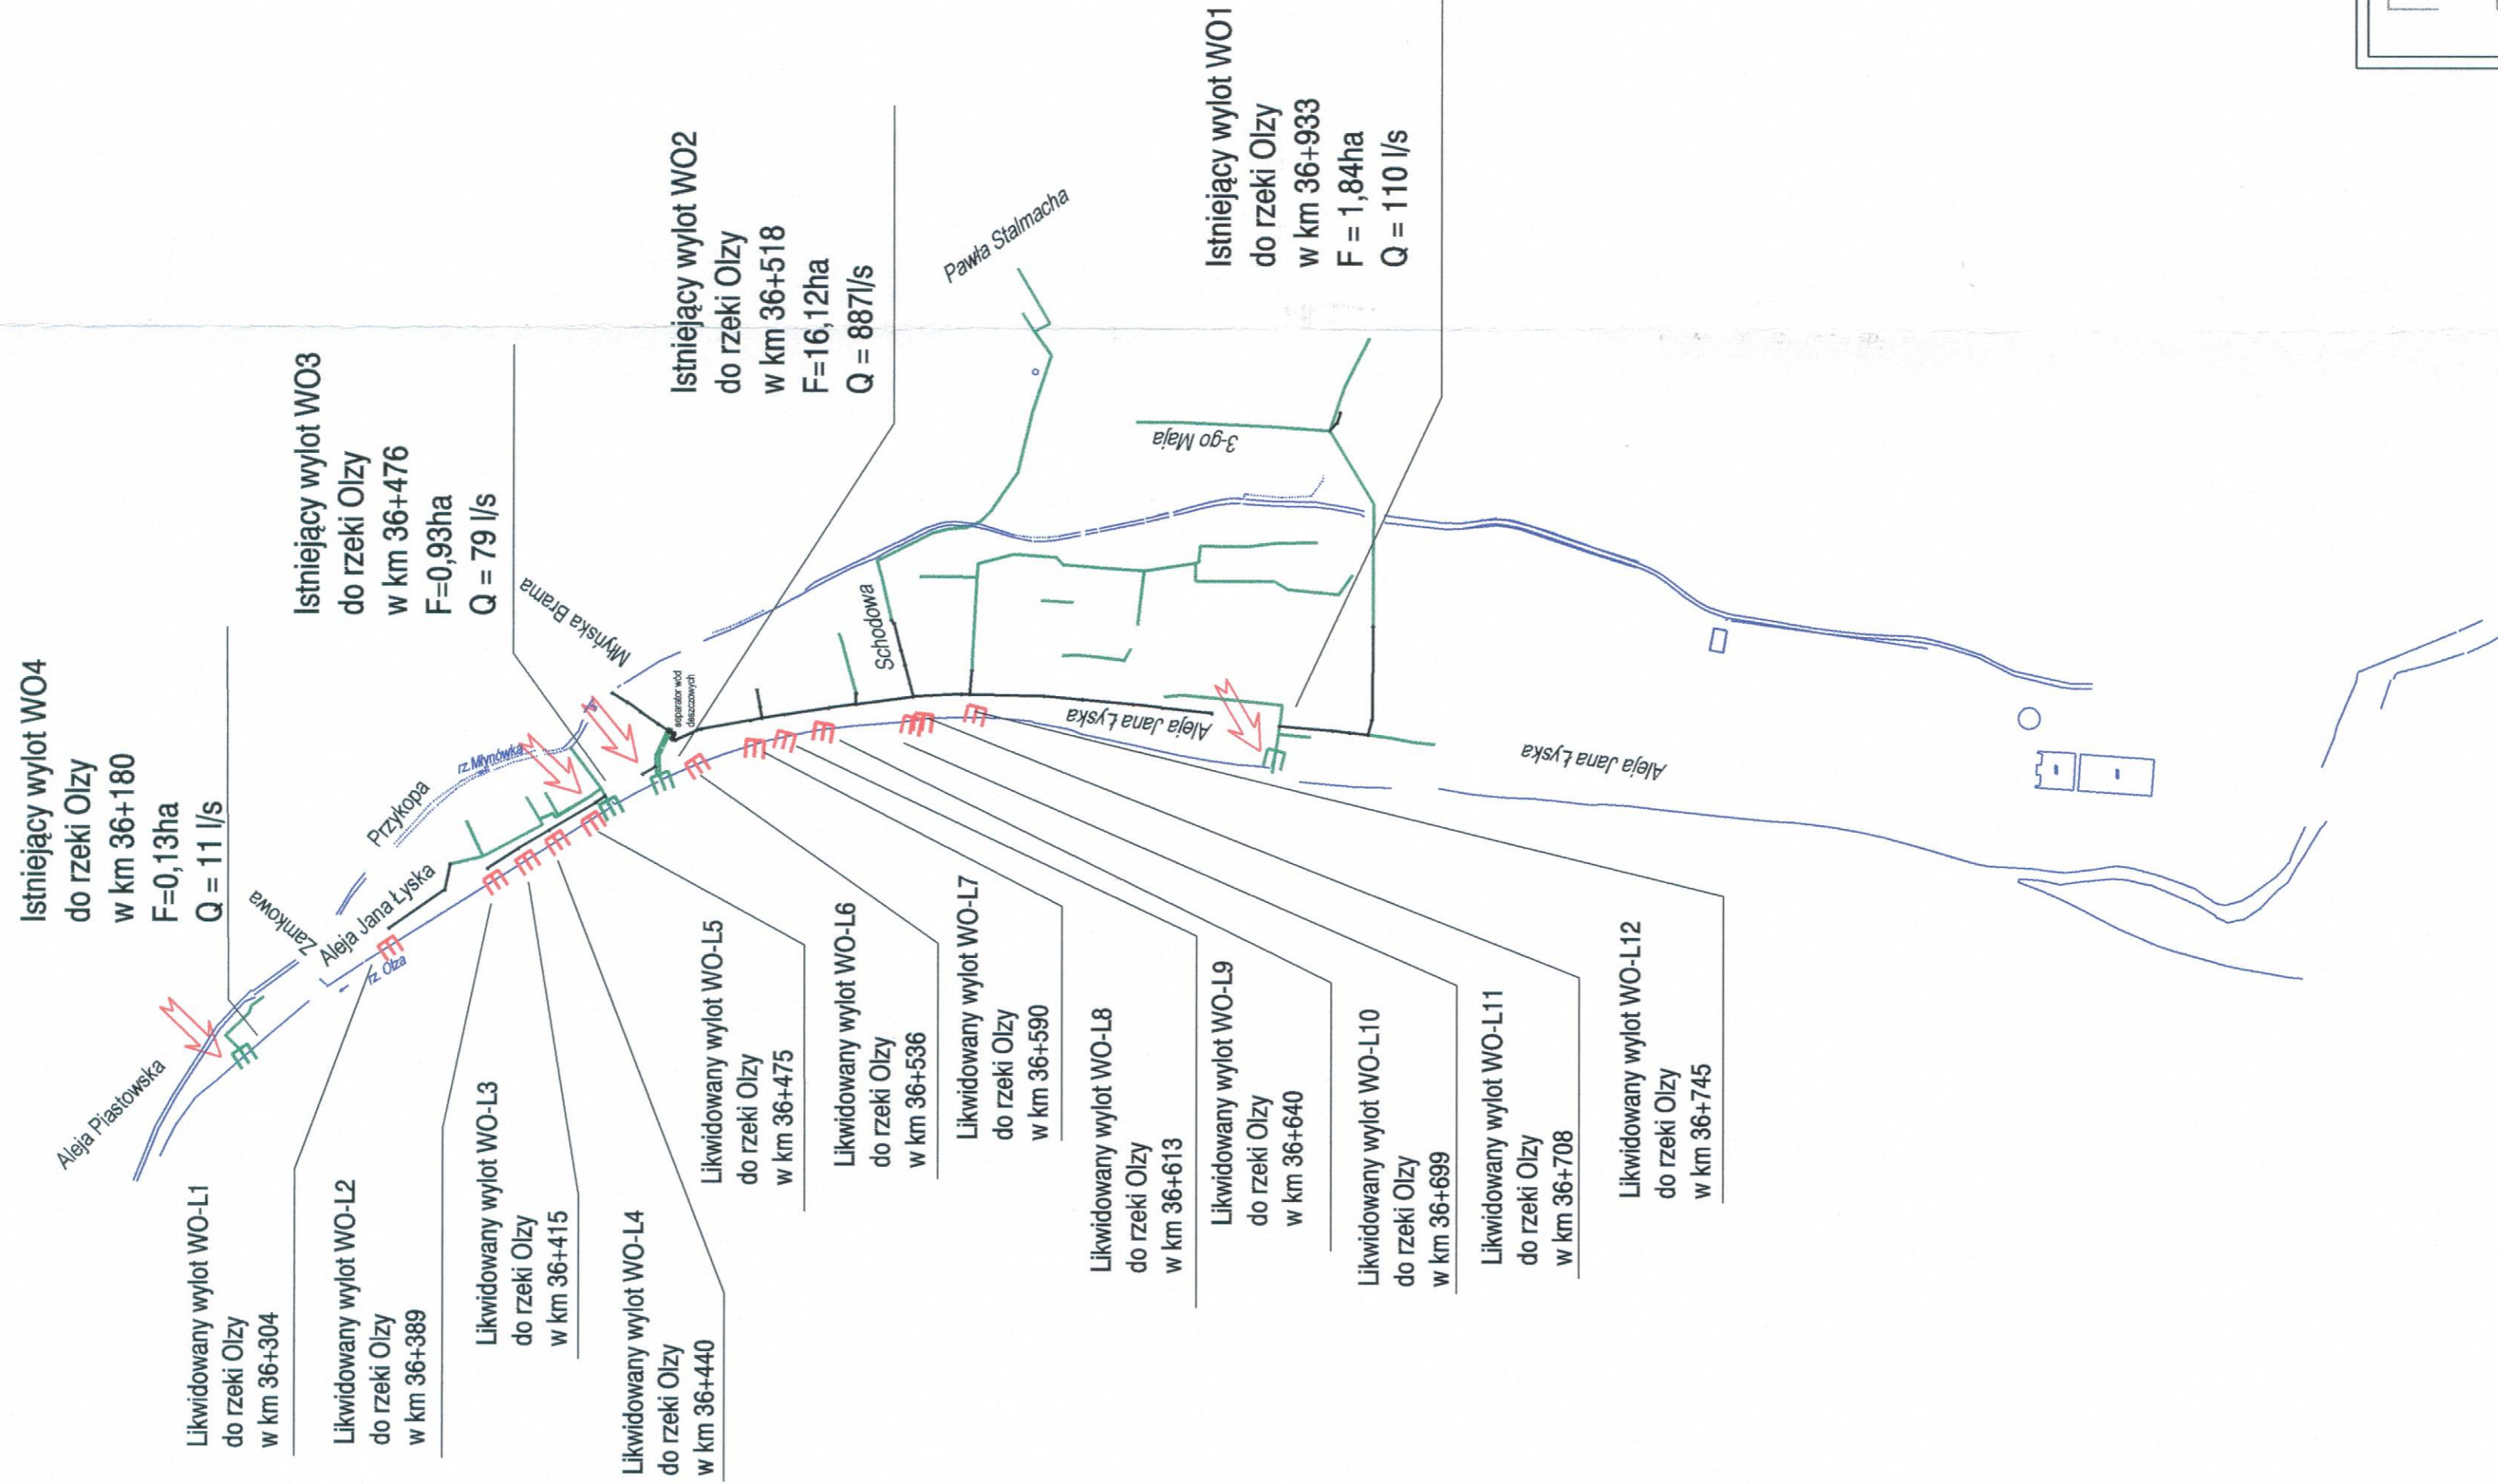 Istniejący wylot WO4
do rzeki Olzy
w km 36+180
F=0,13ha
Q = 11 l/s
Istniejący wylot WO3
do rzeki Olzy
w km 36+476
F=0,93ha
Q = 79 l/s
Istniejący wylot WO2
do rzeki Olzy
w km 36+518
F=16,12ha
Q = 887l/s
Istniejący wylot WO1
do rzeki Olzy
w km 36+933
F = 1,84ha
Q = 110 l/s
Aleja Piastowska
Zamkowa
Aleja Jana Łyska
rz. Olza
Przykopa
rz.Młynówka
Młyńska Brama
separator wód
deszczowych
Schodowa
Pawła Stalmacha
3-go Maja
Aleja Jana Łyska
Aleja Jana Łyska
Likwidowany wylot WO-L1
do rzeki Olzy
w km 36+304
Likwidowany wylot WO-L2
do rzeki Olzy
w km 36+389
Likwidowany wylot WO-L3
do rzeki Olzy
w km 36+415
Likwidowany wylot WO-L4
do rzeki Olzy
w km 36+440
Likwidowany wylot WO-L5
do rzeki Olzy
w km 36+475
Likwidowany wylot WO-L6
do rzeki Olzy
w km 36+536
Likwidowany wylot WO-L7
do rzeki Olzy
w km 36+590
Likwidowany wylot WO-L8
do rzeki Olzy
w km 36+613
Likwidowany wylot WO-L9
do rzeki Olzy
w km 36+640
Likwidowany wylot WO-L10
do rzeki Olzy
w km 36+699
Likwidowany wylot WO-L11
do rzeki Olzy
w km 36+708
Likwidowany wylot WO-L12
do rzeki Olzy
w km 36+745